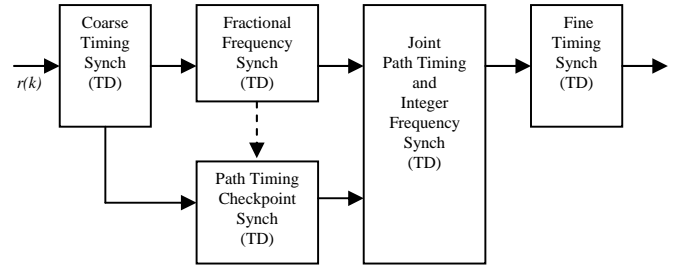 Coarse
Timing
Synch
(TD)
r(k)
Fractional
Frequency
Synch
(TD)
Path Timing
Checkpoint
Synch
(TD)
Joint
Path Timing
and
Integer
Frequency
Synch
(TD)
Fine
Timing
Synch
(TD)